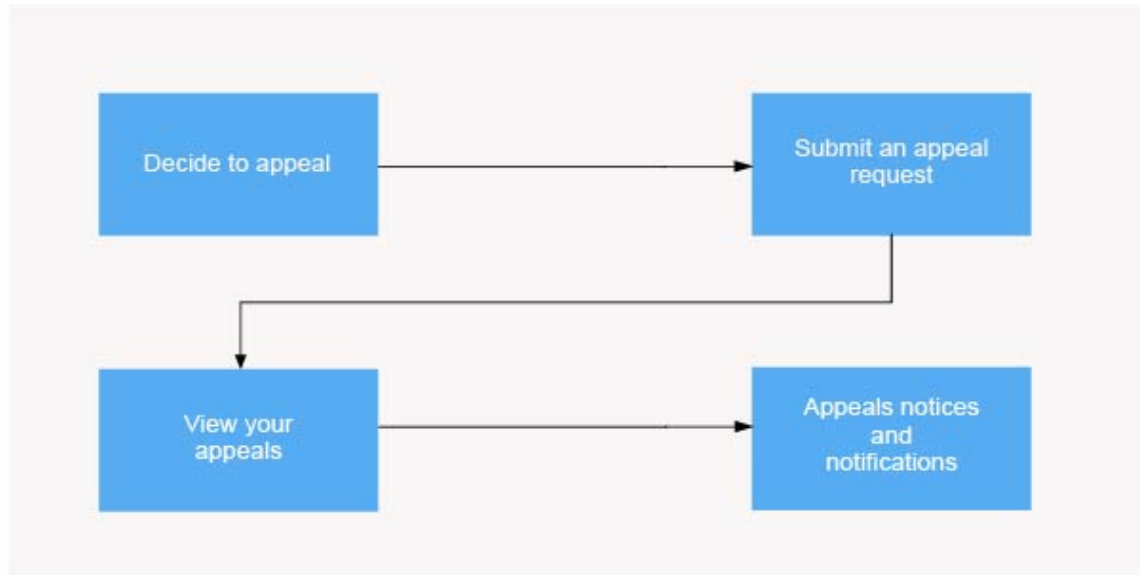 Decide to appeal
Submit an appeal
request
View your
appeals
Appeals notices
and
notifications